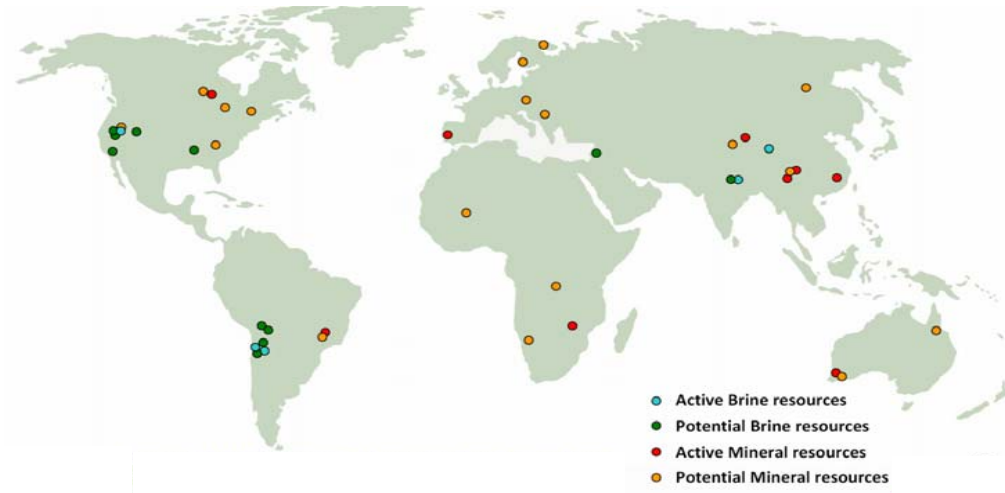 Active Brine resources
Potential Brine resources
Active Mineral resources
Potential Mineral resources